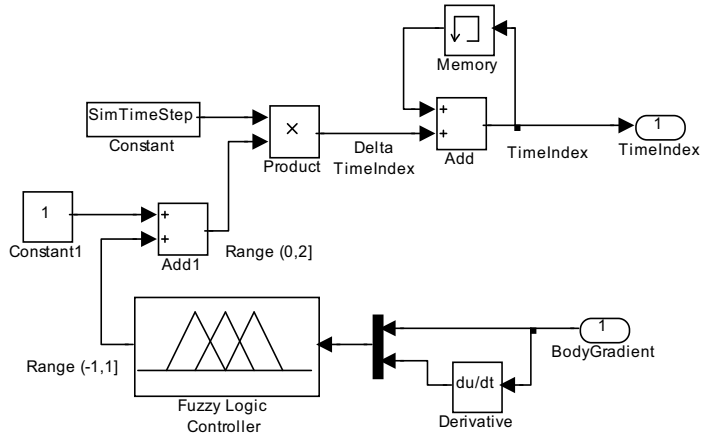 Memory
SimTimeStep
Constant
×
Product
Delta
TimeIndex
+
+
Add
TimeIndex
1
TimeIndex
1
Constant1
+
+
Add1
Range (0,2]
Range (-1,1]
Fuzzy Logic
Controller
1
BodyGradient
du/dt
Derivative